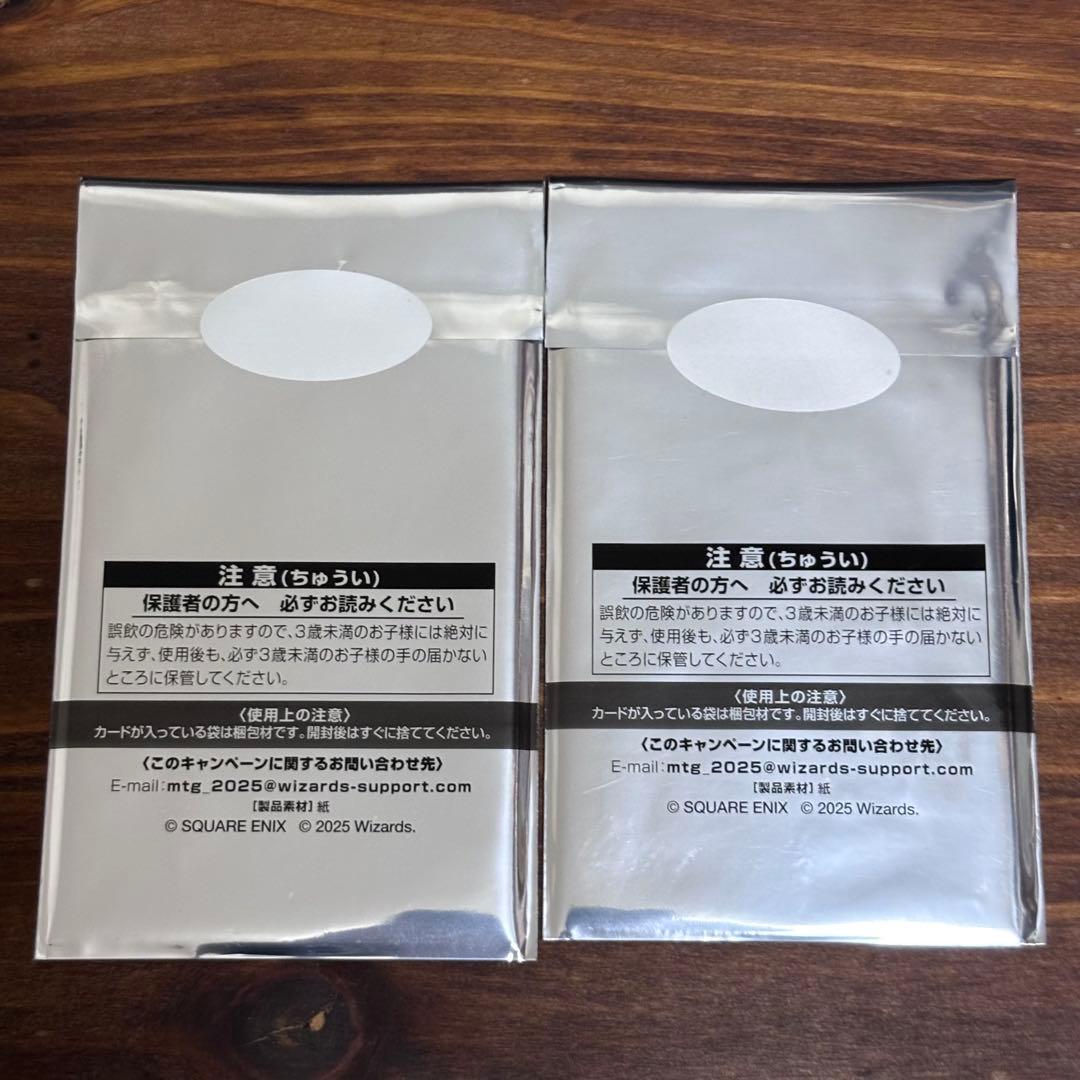 注意(ちゅうい)
保護者の方へ　必ずお読みください
誤飲の危険がありますので、3歳未満のお子様には絶対に
与えず、使用後も、必ず3歳未満のお子様の手の届かない
ところに保管してください。
〈使用上の注意〉
カードが入っている袋は梱包材です。開封後はすぐに捨ててください。
〈このキャンペーンに関するお問い合わせ先〉
E-mail:mtg_2025@wizards-support.com
[製品素材] 紙
© SQUARE ENIX © 2025 Wizards.
注意(ちゅうい)
保護者の方へ　必ずお読みください
誤飲の危険がありますので、3歳未満のお子様には絶対に
与えず、使用後も、必ず3歳未満のお子様の手の届かない
ところに保管してください。
〈使用上の注意〉
カードが入っている袋は梱包材です。開封後はすぐに捨ててください。
〈このキャンペーンに関するお問い合わせ先〉
E-mail:mtg_2025@wizards-support.com
[製品素材] 紙
© SQUARE ENIX © 2025 Wizards.